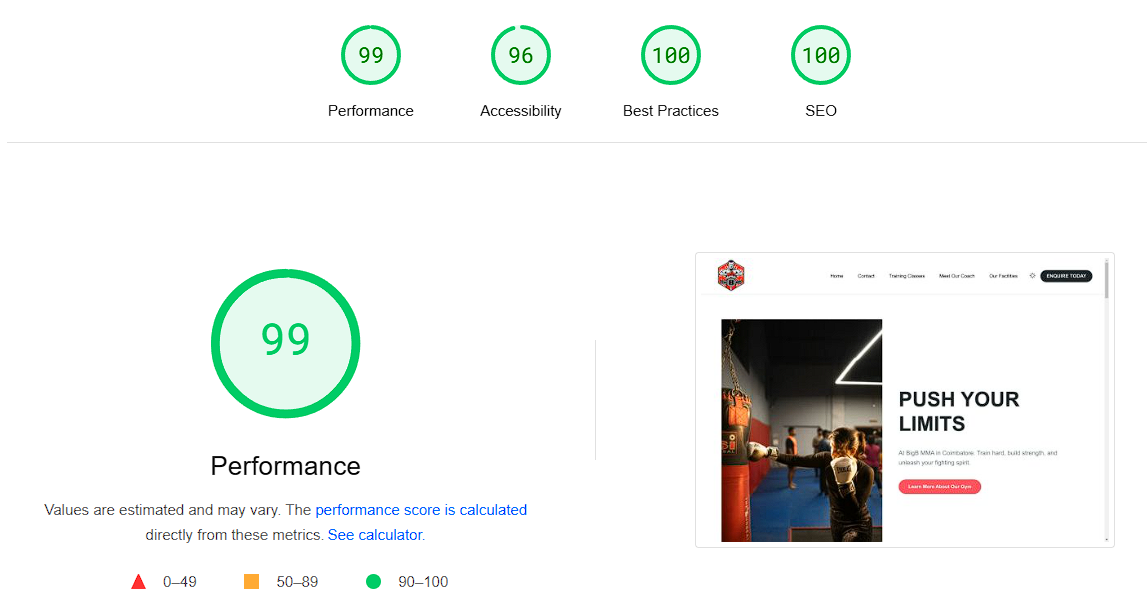 99
96
100
100
Performance
Accessibility
Best Practices
SEO
99
Performance
Values are estimated and may vary. The performance score is calculated
directly from these metrics. See calculator.
0–49
50–89
90–100
Home
Contact
Training Classes
Meet Our Coach
Our Facilities
ENQUIRE TODAY
PUSH YOUR
LIMITS
At BigB MMA in Coimbatore. Train hard, build strength, and
unleash your fighting spirit.
Learn More About Our Gym